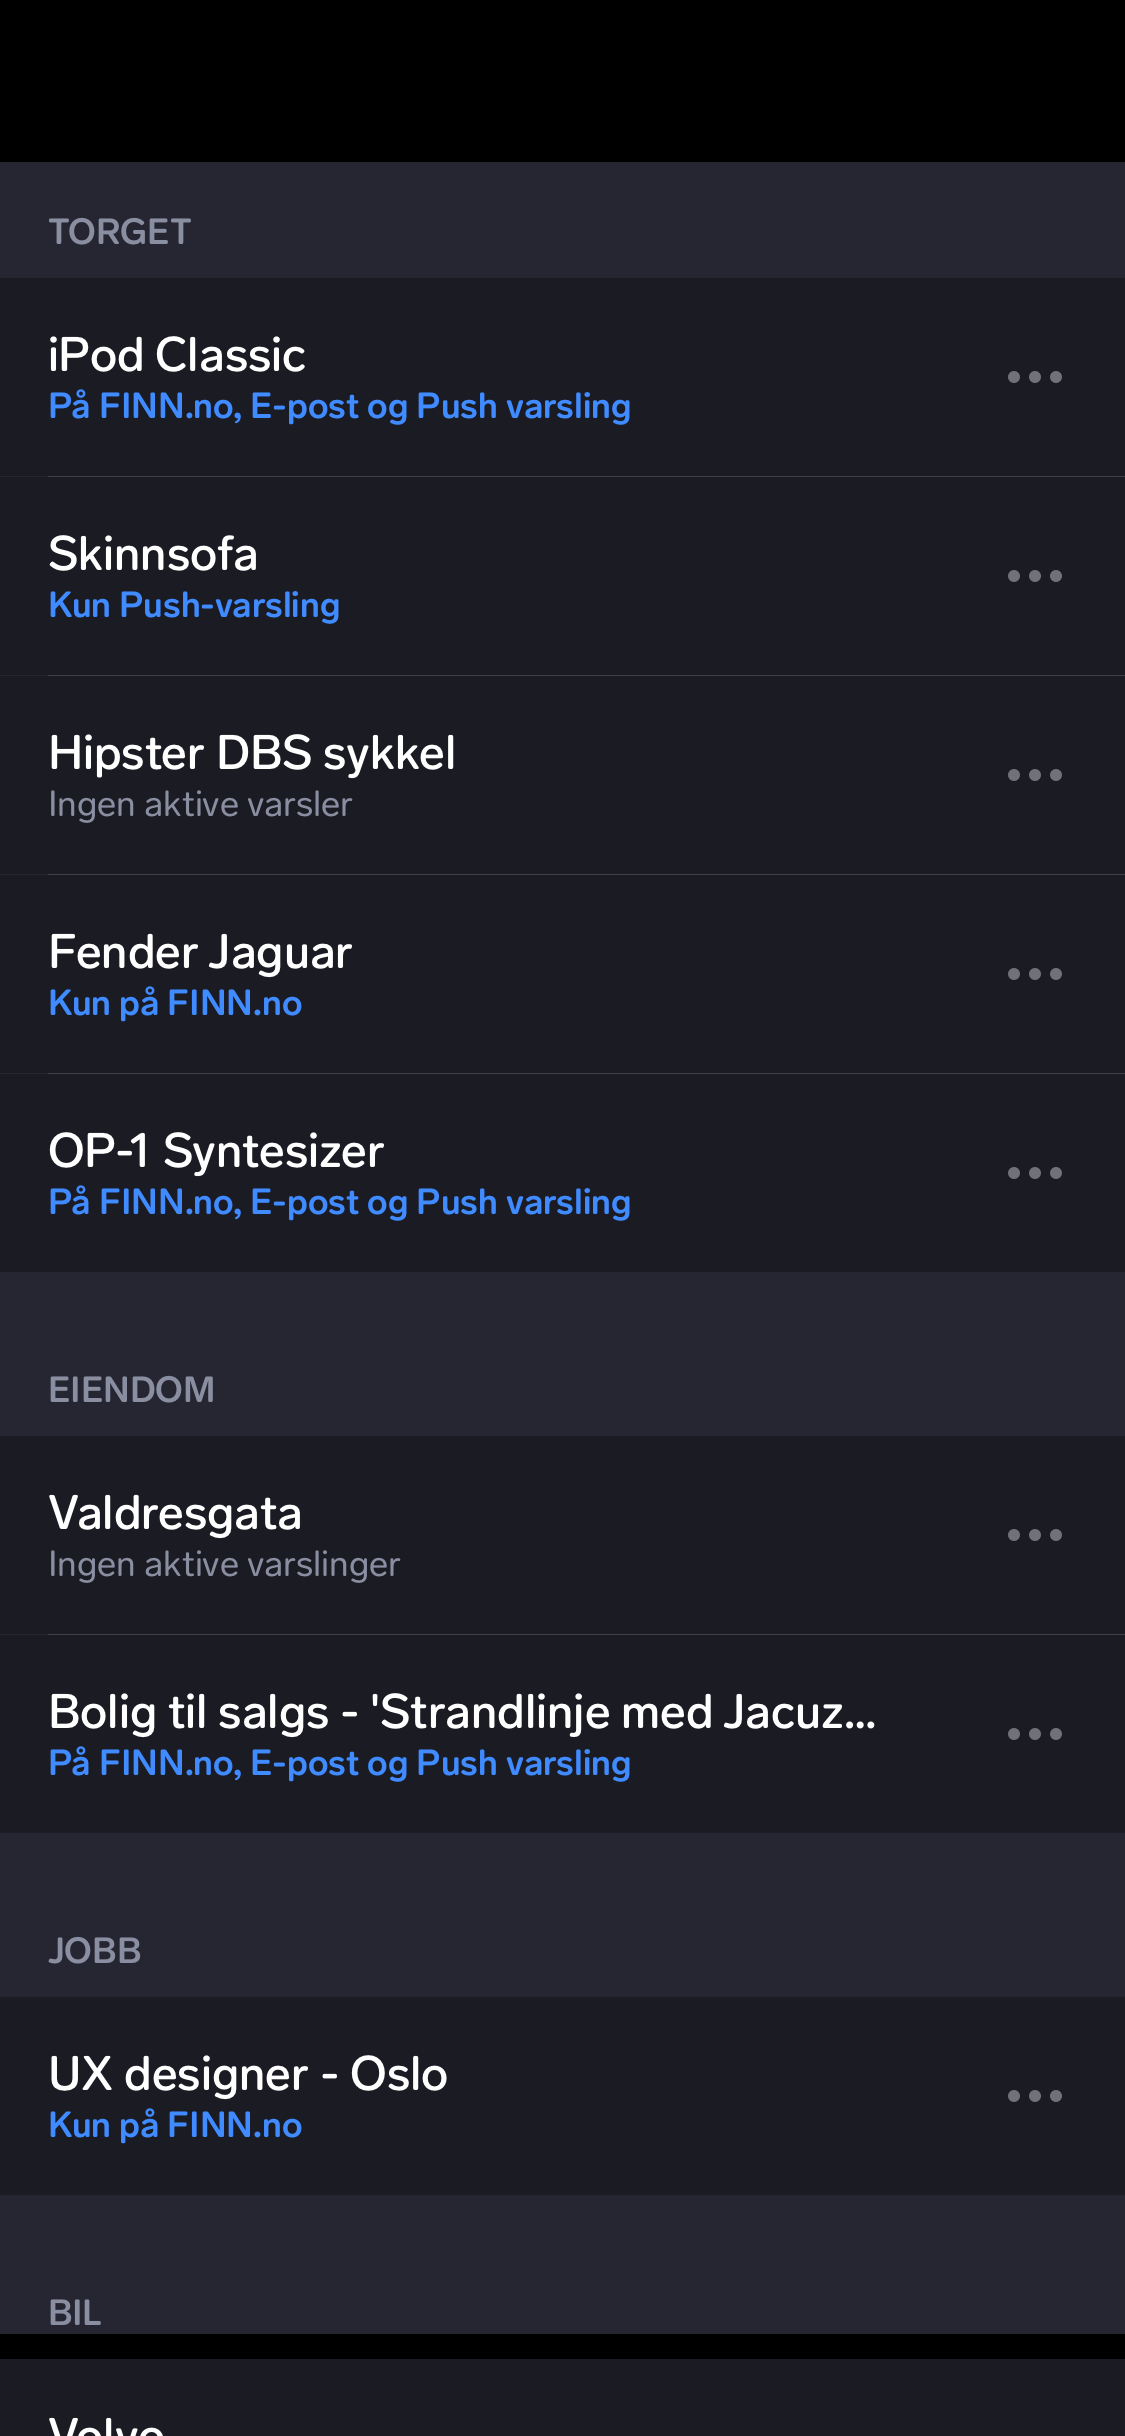 TORGET
iPod Classic
På FINN.no, E-post og Push varsling
Skinnsofa
Kun Push-varsling
Hipster DBS sykkel
Ingen aktive varsler
Fender Jaguar
Kun på FINN.no
OP-1 Syntesizer
På FINN.no, E-post og Push varsling
EIENDOM
Valdresgata
Ingen aktive varslinger
Bolig til salgs - 'Strandlinje med Jacuz...
På FINN.no, E-post og Push varsling
JOBB
UX designer - Oslo
Kun på FINN.no
BIL
Volvo